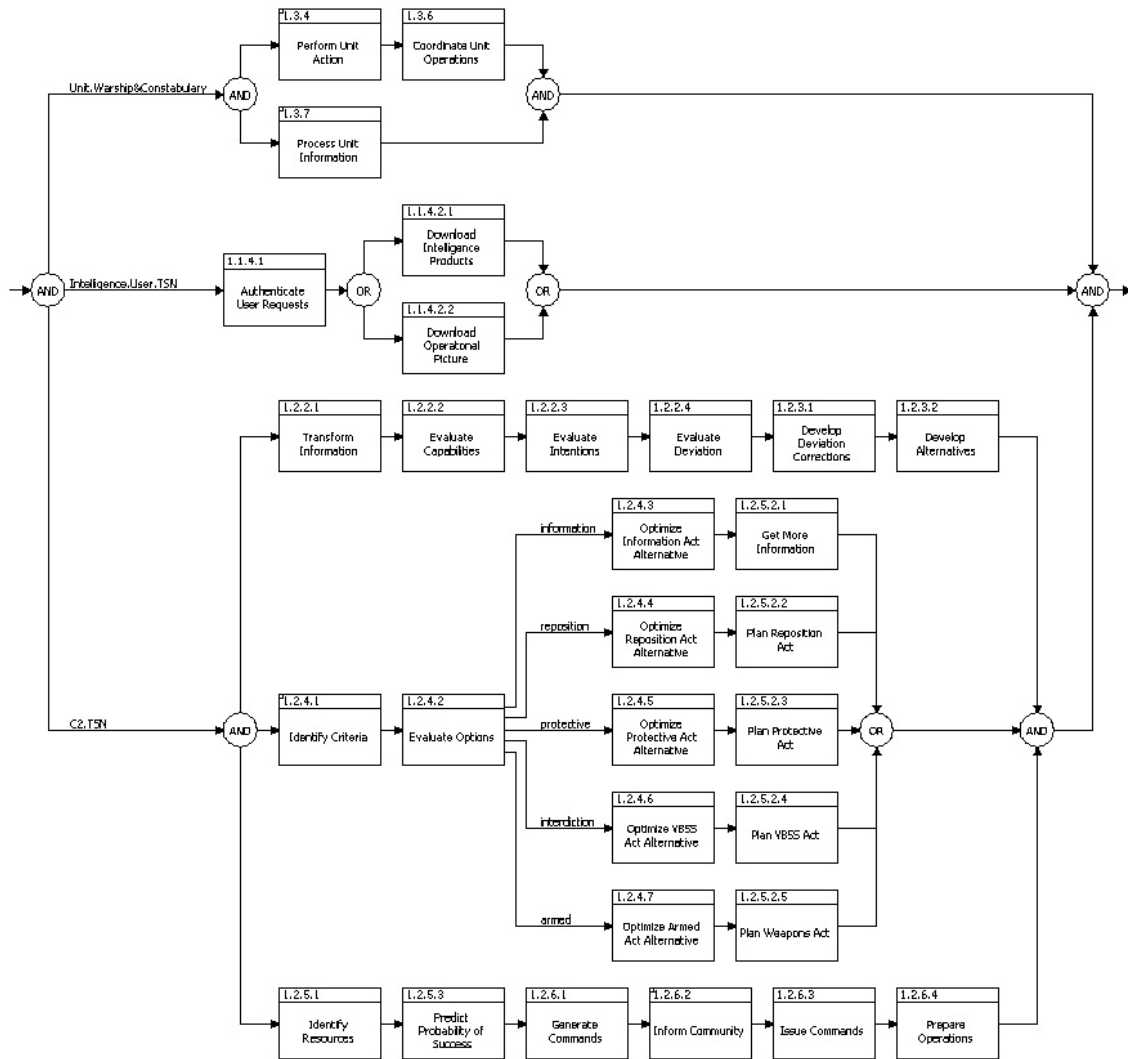 1.3.4
Perform Unit
Action
1.3.6
Coordinate Unit
Operations
Unit.Warship&Constabulary
AND
AND
1.3.7
Process Unit
Information
1.1.4.2.1
Download
Intelligence
Products
AND
Intelligence.User.TSN
1.1.4.1
Authenticate
User Requests
OR
OR
AND
1.1.4.2.2
Download
Operational
Picture
1.2.2.1
Transform
Information
1.2.2.2
Evaluate
Capabilities
1.2.2.3
Evaluate
Intentions
1.2.2.4
Evaluate
Deviation
1.2.3.1
Develop
Deviation
Corrections
1.2.3.2
Develop
Alternatives
information
1.2.4.3
Optimize
Information Act
Alternative
1.2.5.2.1
Get More
Information
reposition
1.2.4.4
Optimize
Reposition Act
Alternative
1.2.5.2.2
Plan Reposition
Act
C2.TSN
AND
1.2.4.1
Identify Criteria
1.2.4.2
Evaluate Options
protective
1.2.4.5
Optimize
Protective Act
Alternative
1.2.5.2.3
Plan Protective
Act
OR
AND
interdiction
1.2.4.6
Optimize VBSS
Act Alternative
1.2.5.2.4
Plan VBSS Act
armed
1.2.4.7
Optimize Armed
Act Alternative
1.2.5.2.5
Plan Weapons Act
1.2.5.1
Identify
Resources
1.2.5.3
Predict
Probability of
Success
1.2.6.1
Generate
Commands
1.2.6.2
Inform Community
1.2.6.3
Issue Commands
1.2.6.4
Prepare
Operations